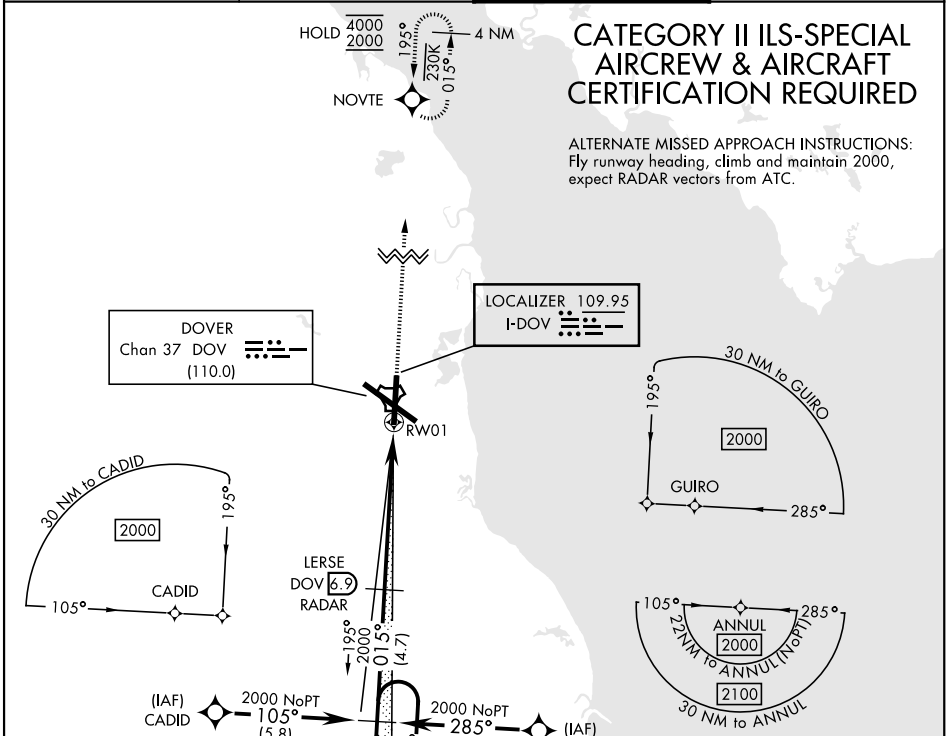 HOLD 4000
2000
195°
230K
015°
4 NM
NOVTE
CATEGORY II ILS-SPECIAL
AIRCREW & AIRCRAFT
CERTIFICATION REQUIRED
ALTERNATE MISSED APPROACH INSTRUCTIONS:
Fly runway heading, climb and maintain 2000,
expect RADAR vectors from ATC.
LOCALIZER 109.95
I-DOV
DOVER
Chan 37 DOV
(110.0)
RW01
30 NM to GUIRO
195°
2000
GUIRO
285°
30 NM to CADID
195°
2000
CADID
105°
LERSE
DOV 6.9
RADAR
195°
2000
015°
(4.7)
105°
285°
ANNUL
2000
22NM to ANNUL (NoPT)
2100
30 NM to ANNUL
(IAF)
CADID
2000 NoPT
105°
(5.8)
2000 NoPT
285°
(IAF)